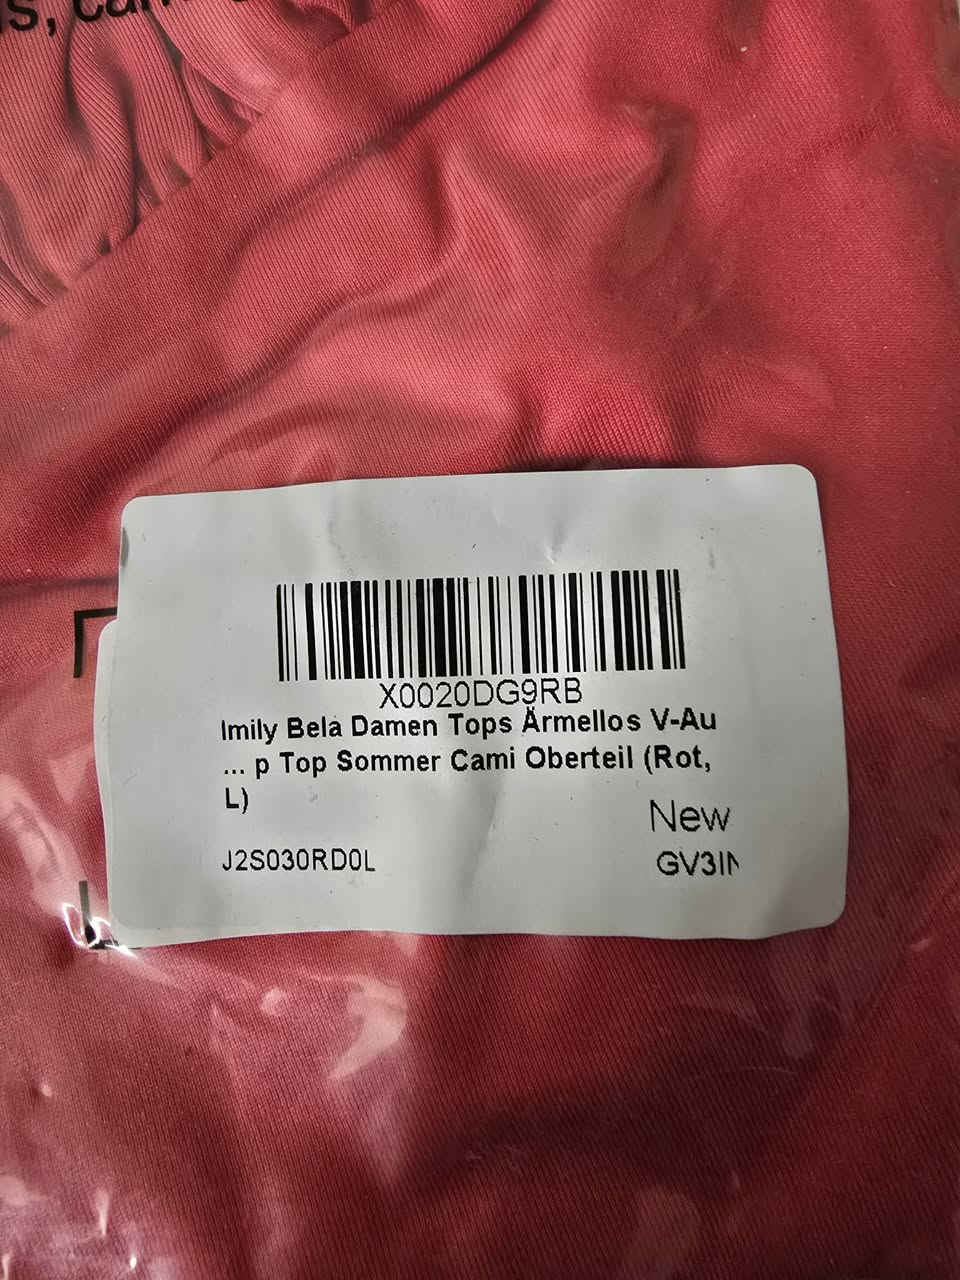 X0020DG9RB
Imily Bela Damen Tops Ärmellos V-Au
... p Top Sommer Cami Oberteil (Rot,
L)
New
J2S030RD0L GV3IN